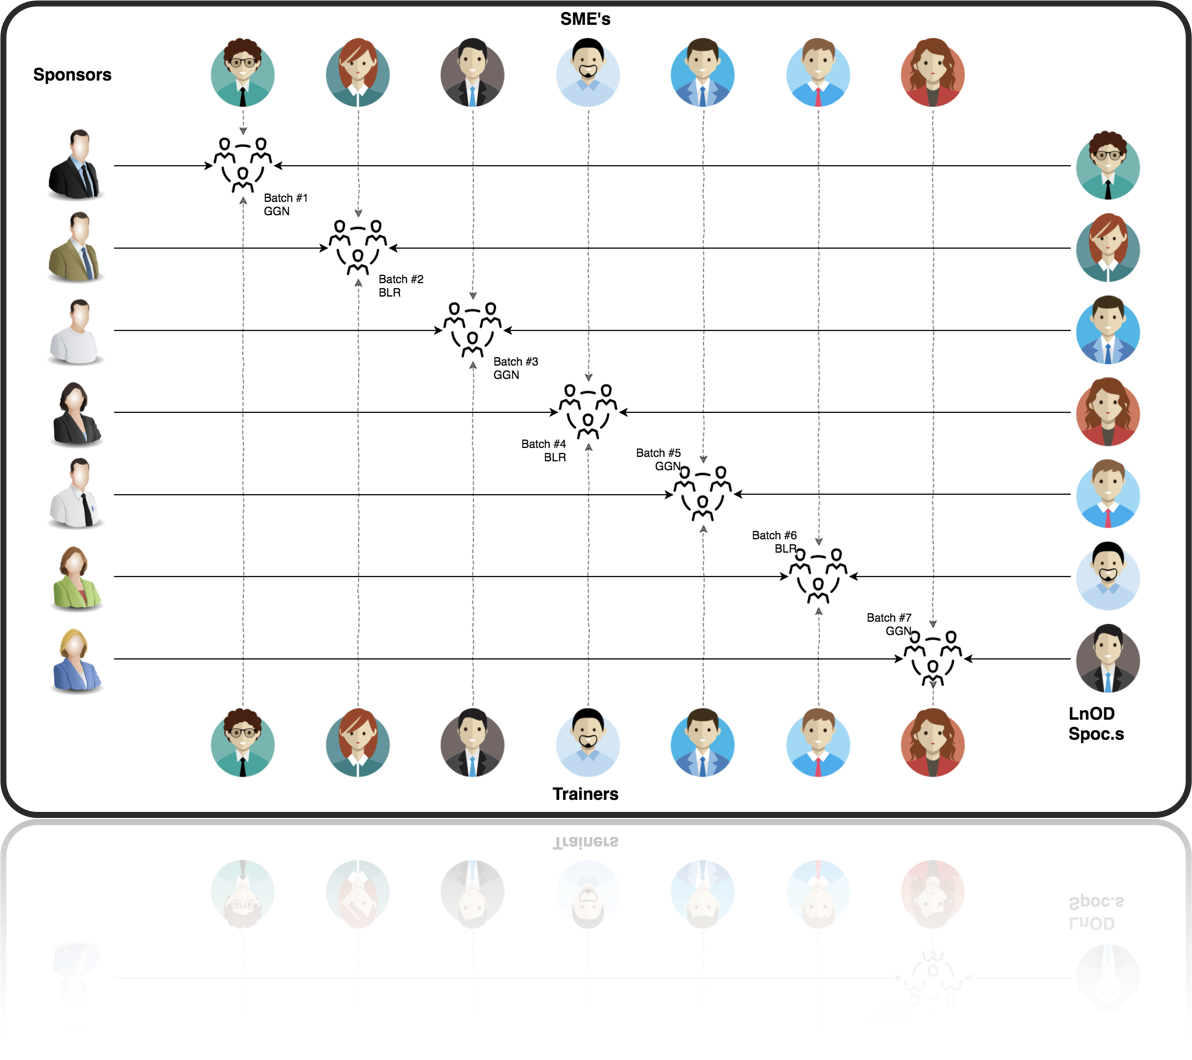 SME's
Sponsors
Batch #1
GGN
Batch #2
BLR
Batch #3
GGN
Batch #4
BLR
Batch #5
GGN
Batch #6
BLR
Batch #7
GGN
LnOD
Spoc.s
Trainers